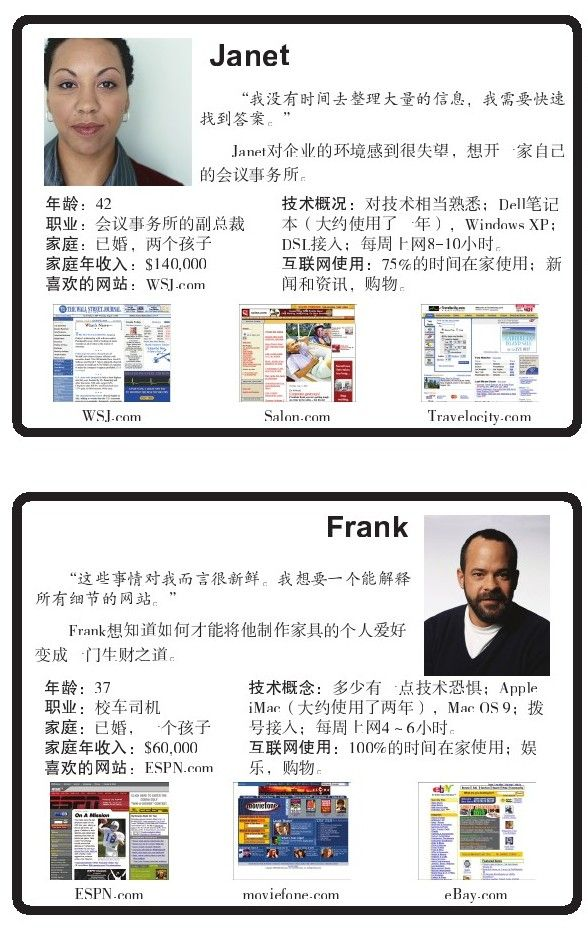 Janet
“我没有时间去整理大量的信息，我需要快速
找到答案。”
Janet对企业的环境感到很失望，想开一家自己
的会议事务所。
年龄：42
职业：会议事务所的副总裁
家庭：已婚，两个孩子
家庭年收入：$140,000
喜欢的网站：WSJ.com
技术概况：对技术相当熟悉；Dell笔记
本（大约使用了一年），Windows XP；
DSL接入；每周上网8-10小时。
互联网使用：75%的时间在家使用；新
闻和资讯，购物。
THE WALL STREET JOURNAL
What's News
Salon.com
Travelocity.com
WSJ.com
Salon.com
Travelocity.com
Frank
“这些事情对我而言很新鲜。我想要一个能解释
所有细节的网站。”
Frank想知道如何才能将他制作家具的个人爱好
变成一门生财之道。
年龄：37
职业：校车司机
家庭：已婚，一个孩子
家庭年收入：$60,000
喜欢的网站：ESPN.com
技术概念：多少有一点技术恐惧；Apple
iMac（大约使用了两年），Mac OS 9；拨
号接入；每周上网4～6小时。
互联网使用：100%的时间在家使用；娱
乐，购物。
ESPN
On A Mission
moviefone
ebY
ESPN.com
moviefone.com
eBay.com